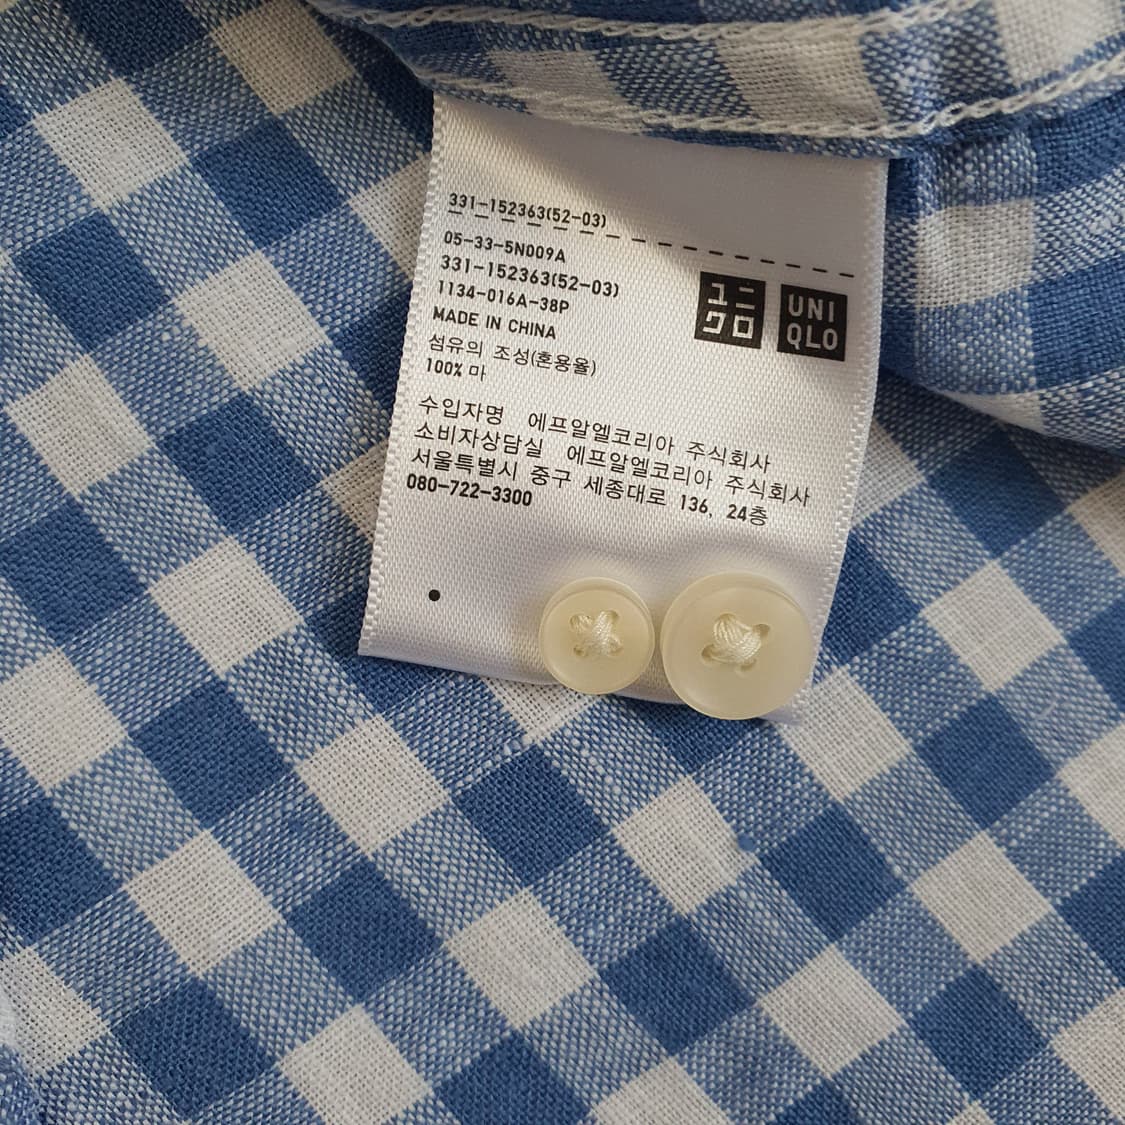 331-152363(52-03)
05-33-5N009A
331-152363(52-03)
1134-016A-38P
MADE IN CHINA
섬유의 조성(혼용율)
100% 마
ユニ
クロ
UNI
QLO
수입자명 에프알엘코리아 주식회사
소비자상담실 에프알엘코리아 주식회사
서울특별시 중구 세종대로 136, 24층
080-722-3300